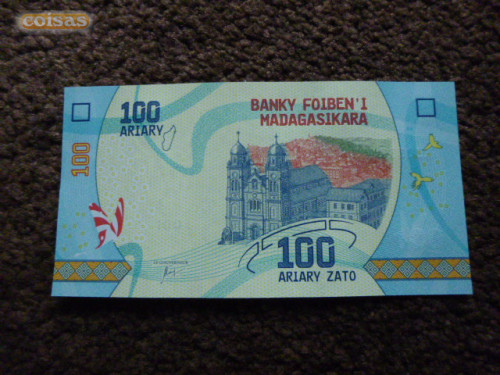 coisas
100
ARIARY
BANKY FOIBEN'I
MADAGASIKARA
100
100
ARIARY ZATO